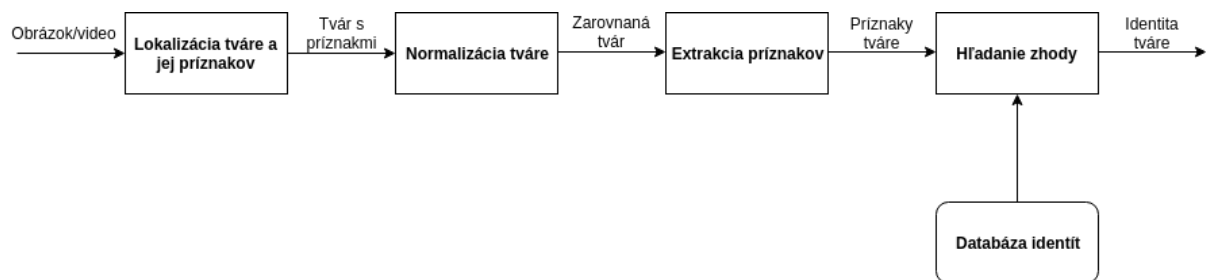 Obrázok/video
Lokalizácia tváre a
jej príznakov
Tvár s
príznakmi
Normalizácia tváre
Zarovnaná
tvár
Extrakcia príznakov
Príznaky
tváre
Hľadanie zhody
Identita
tváre
Databáza identít